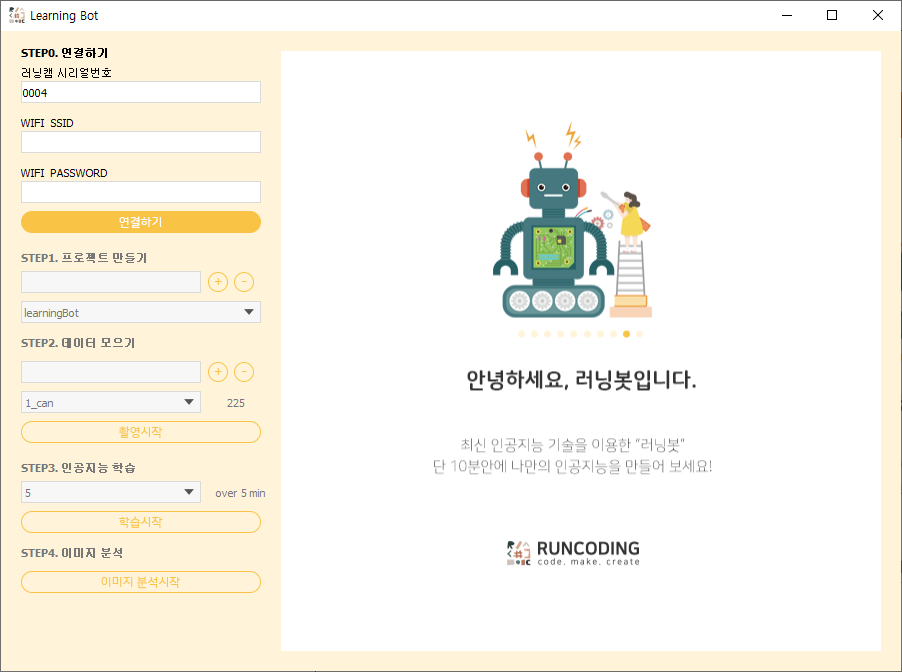 Learning Bot
STEP0. 연결하기
러닝캠 시리얼번호
0004
WIFI SSID
WIFI PASSWORD
연결하기
STEP1. 프로젝트 만들기
+ -
learningBot
STEP2. 데이터 모으기
+ -
1_can 225
촬영시작
STEP3. 인공지능 학습
5 over 5 min
학습시작
STEP4. 이미지 분석
이미지 분석시작
안녕하세요, 러닝봇입니다.
최신 인공지능 기술을 이용한 “러닝봇”
단 10분안에 나만의 인공지능을 만들어 보세요!
RUNCODING
code. make. create